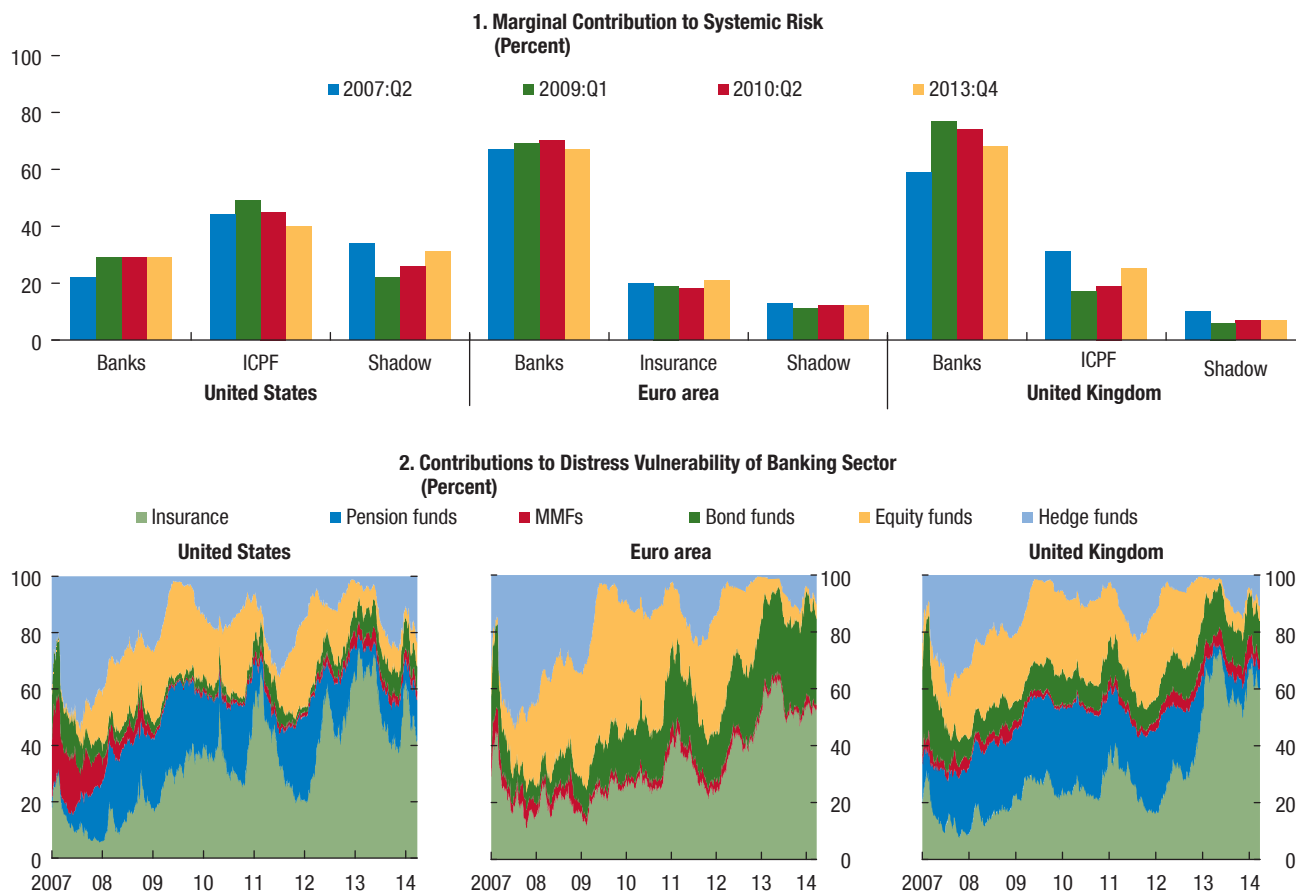 1. Marginal Contribution to Systemic Risk
(Percent)
100
80
60
40
20
0
2007:Q2 2009:Q1 2010:Q2 2013:Q4
Banks ICPF Shadow Banks Insurance Shadow Banks ICPF Shadow
United States Euro area United Kingdom
2. Contributions to Distress Vulnerability of Banking Sector
(Percent)
Insurance Pension funds MMFs Bond funds Equity funds Hedge funds
United States Euro area United Kingdom
100 100 100
80 80 80
60 60 60
40 40 40
20 20 20
0 0 0
2007 08 09 10 11 12 13 14 2007 08 09 10 11 12 13 14 2007 08 09 10 11 12 13 14